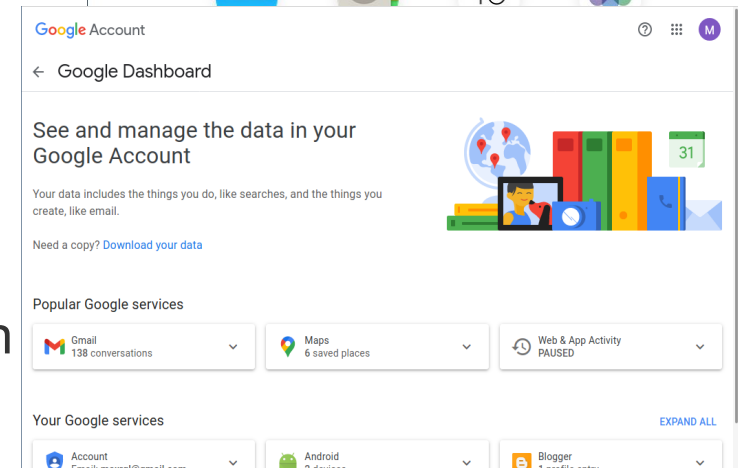 Google Account
M
Google Dashboard
See and manage the data in your
Google Account
31
Your data includes the things you do, like searches, and the things you
create, like email.
Need a copy? Download your data
Popular Google services
Gmail
138 conversations
Maps
6 saved places
Web & App Activity
PAUSED
Your Google services
EXPAND ALL
Account
Android
Blogger
1 profile entry